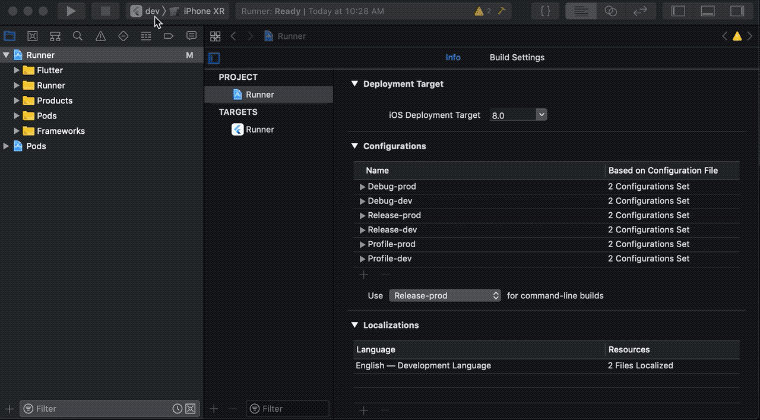 dev 〉 iPhone XR
Runner: Ready | Today at 10:28 AM
2
Runner
M
Flutter
Runner
Products
Pods
Frameworks
Pods
Filter
Runner
PROJECT
Runner
TARGETS
Runner
Filter
Info
Build Settings
Deployment Target
iOS Deployment Target 8.0
Configurations
Name Based on Configuration File
Debug-prod 2 Configurations Set
Debug-dev 2 Configurations Set
Release-prod 2 Configurations Set
Release-dev 2 Configurations Set
Profile-prod 2 Configurations Set
Profile-dev 2 Configurations Set
Use Release-prod for command-line builds
Localizations
Language Resources
English — Development Language 2 Files Localized